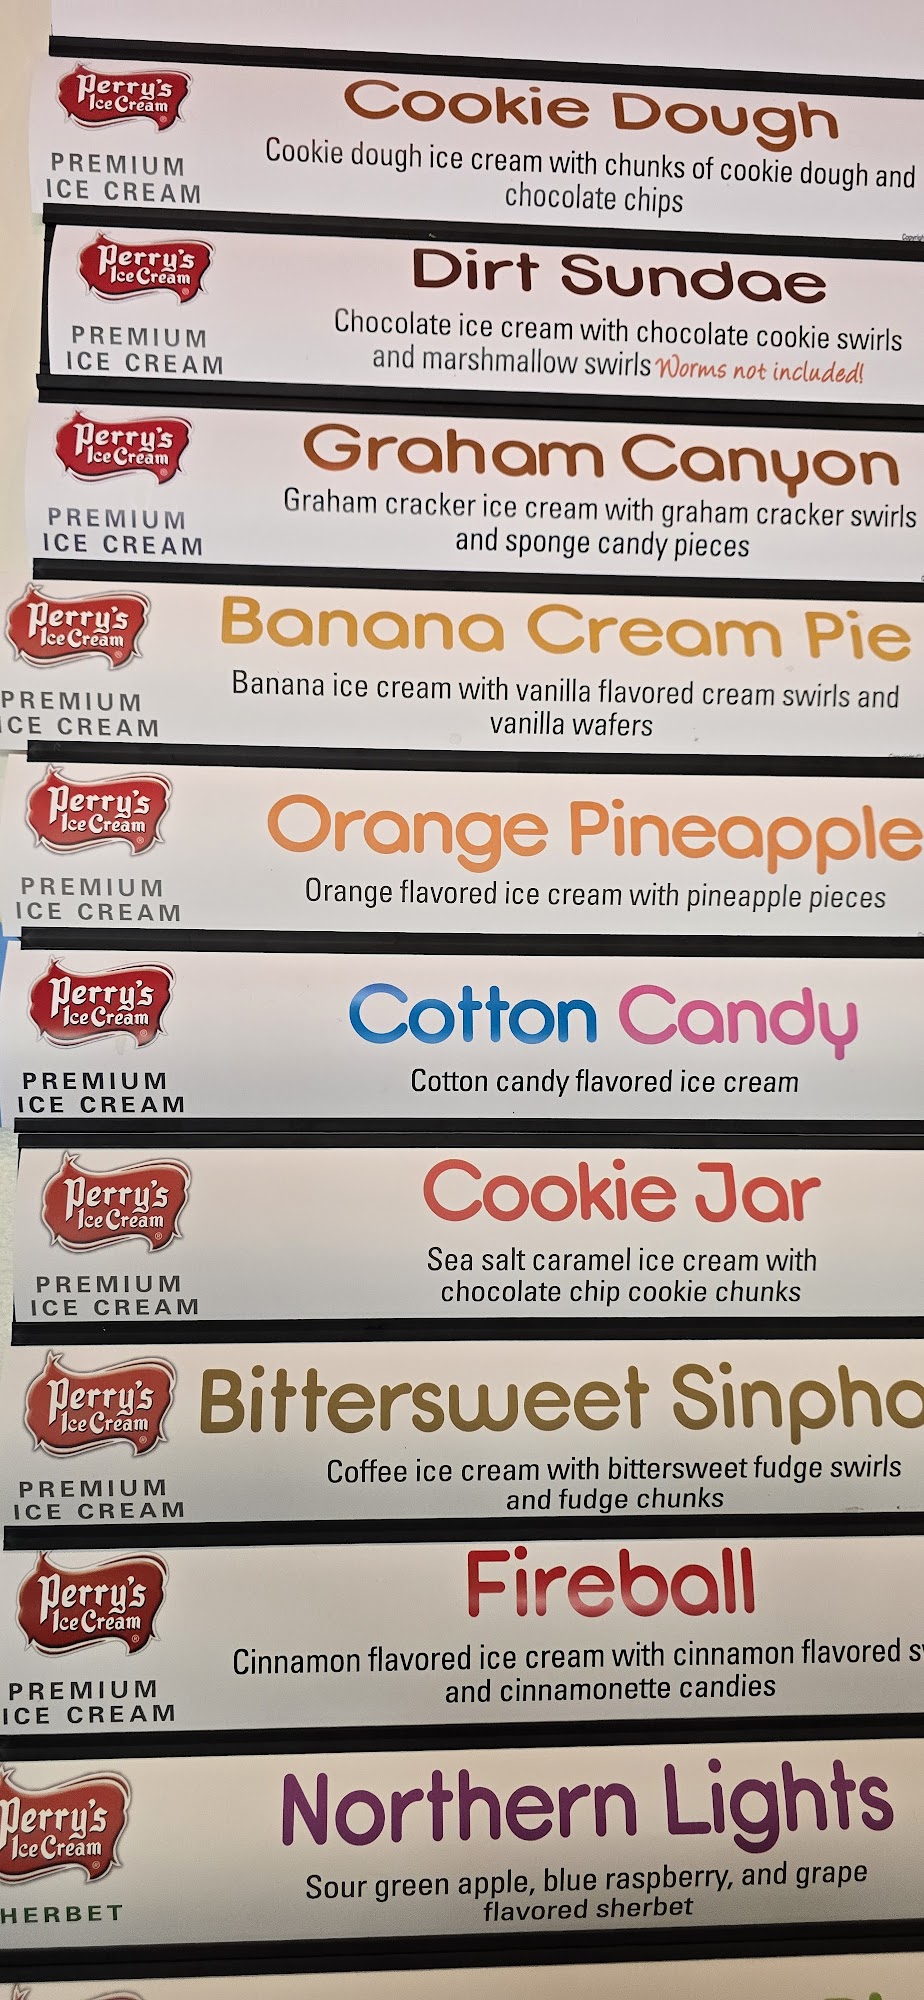 Perry's
Ice Cream
PREMIUM
ICE CREAM
Cookie Dough
Cookie dough ice cream with chunks of cookie dough and
chocolate chips
Perry's
Ice Cream
PREMIUM
ICE CREAM
Dirt Sundae
Chocolate ice cream with chocolate cookie swirls
and marshmallow swirls Worms not included!
Perry's
Ice Cream
PREMIUM
ICE CREAM
Graham Canyon
Graham cracker ice cream with graham cracker swirls
and sponge candy pieces
Perry's
Ice Cream
PREMIUM
ICE CREAM
Banana Cream Pie
Banana ice cream with vanilla flavored cream swirls and
vanilla wafers
Perry's
Ice Cream
PREMIUM
ICE CREAM
Orange Pineapple
Orange flavored ice cream with pineapple pieces
Perry's
Ice Cream
PREMIUM
ICE CREAM
Cotton Candy
Cotton candy flavored ice cream
Perry's
Ice Cream
PREMIUM
ICE CREAM
Cookie Jar
Sea salt caramel ice cream with
chocolate chip cookie chunks
Perry's
Ice Cream
PREMIUM
ICE CREAM
Bittersweet Sinpho
Coffee ice cream with bittersweet fudge swirls
and fudge chunks
Perry's
Ice Cream
PREMIUM
ICE CREAM
Fireball
Cinnamon flavored ice cream with cinnamon flavored
and cinnamonette candies
Perry's
Ice Cream
HERBET
Northern Lights
Sour green apple, blue raspberry, and grape
flavored sherbet